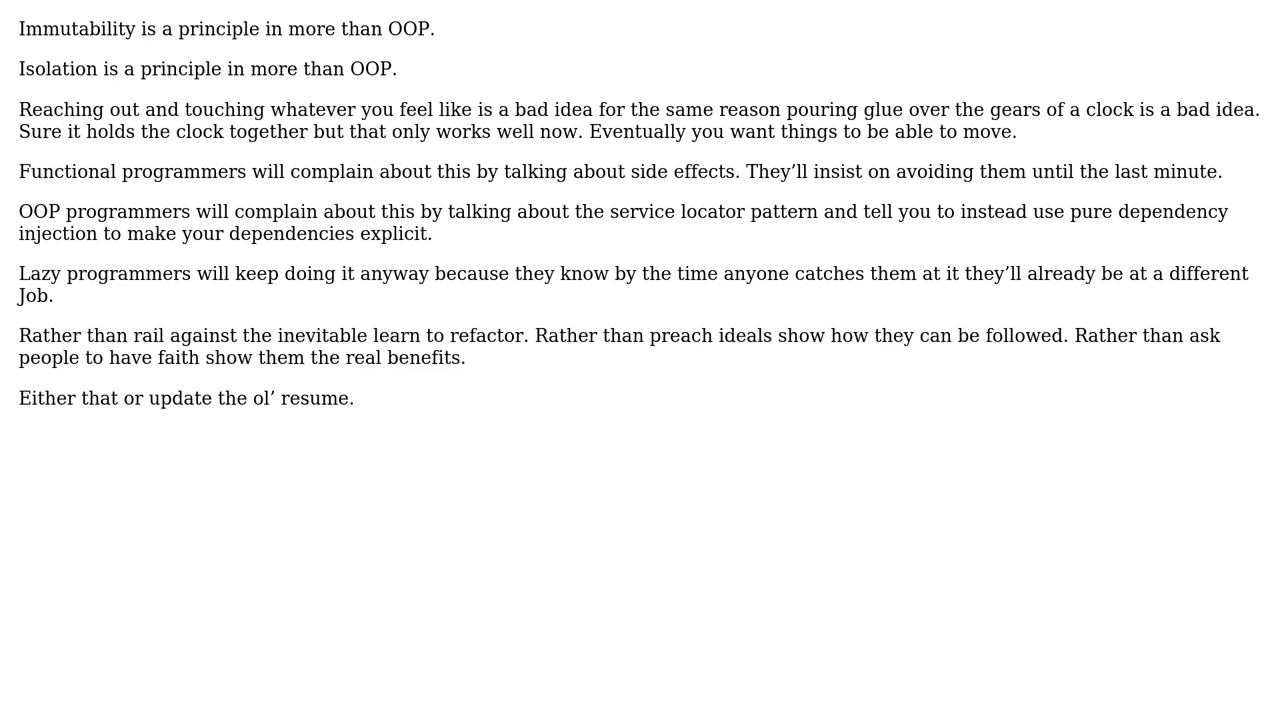 Immutability is a principle in more than OOP.
Isolation is a principle in more than OOP.
Reaching out and touching whatever you feel like is a bad idea for the same reason pouring glue over the gears of a clock is a bad idea.
Sure it holds the clock together but that only works well now. Eventually you want things to be able to move.
Functional programmers will complain about this by talking about side effects. They’ll insist on avoiding them until the last minute.
OOP programmers will complain about this by talking about the service locator pattern and tell you to instead use pure dependency
injection to make your dependencies explicit.
Lazy programmers will keep doing it anyway because they know by the time anyone catches them at it they’ll already be at a different
Job.
Rather than rail against the inevitable learn to refactor. Rather than preach ideals show how they can be followed. Rather than ask
people to have faith show them the real benefits.
Either that or update the ol’ resume.